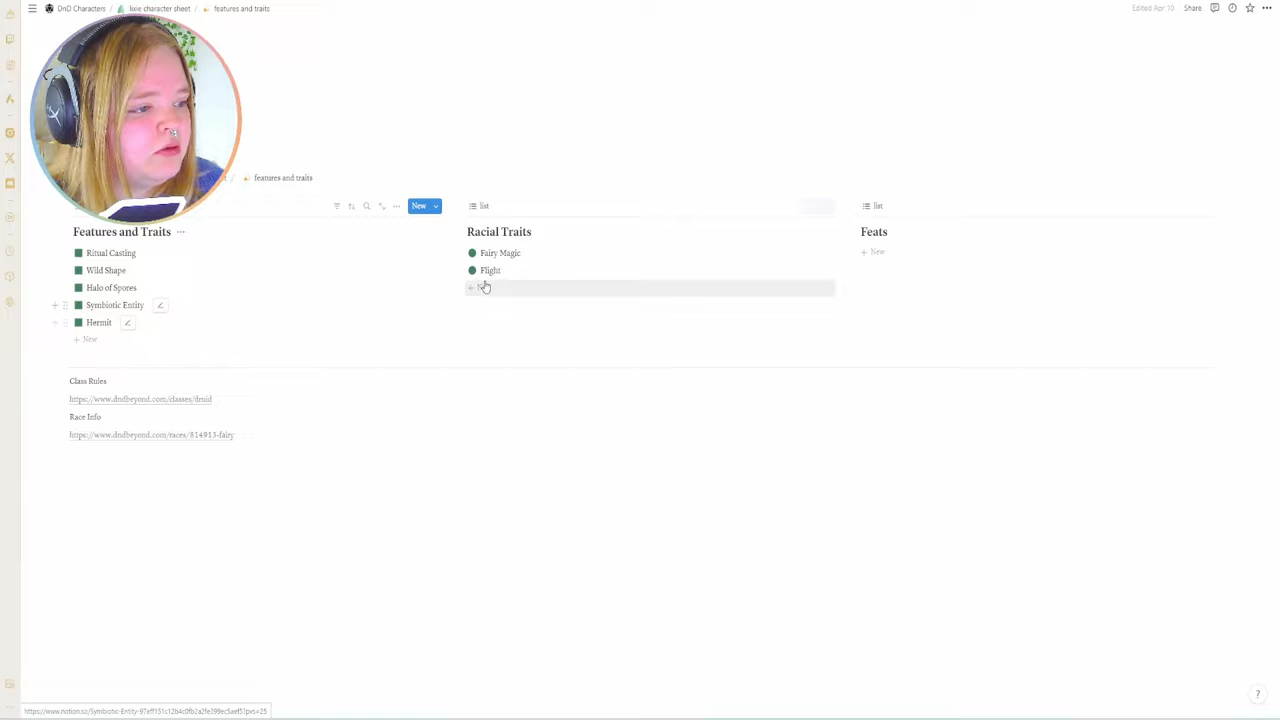 DnD Characters / lixie character sheet / features and traits
Edited Apr 10 Share
/ features and traits
New
list
list
Features and Traits
Ritual Casting
Wild Shape
Halo of Spores
Symbiotic Entity
Hermit
New
Racial Traits
Fairy Magic
Flight
Feats
New
Class Rules
https://www.dndbeyond.com/classes/druid
Race Info
https://www.dndbeyond.com/races/814913-fairy
?